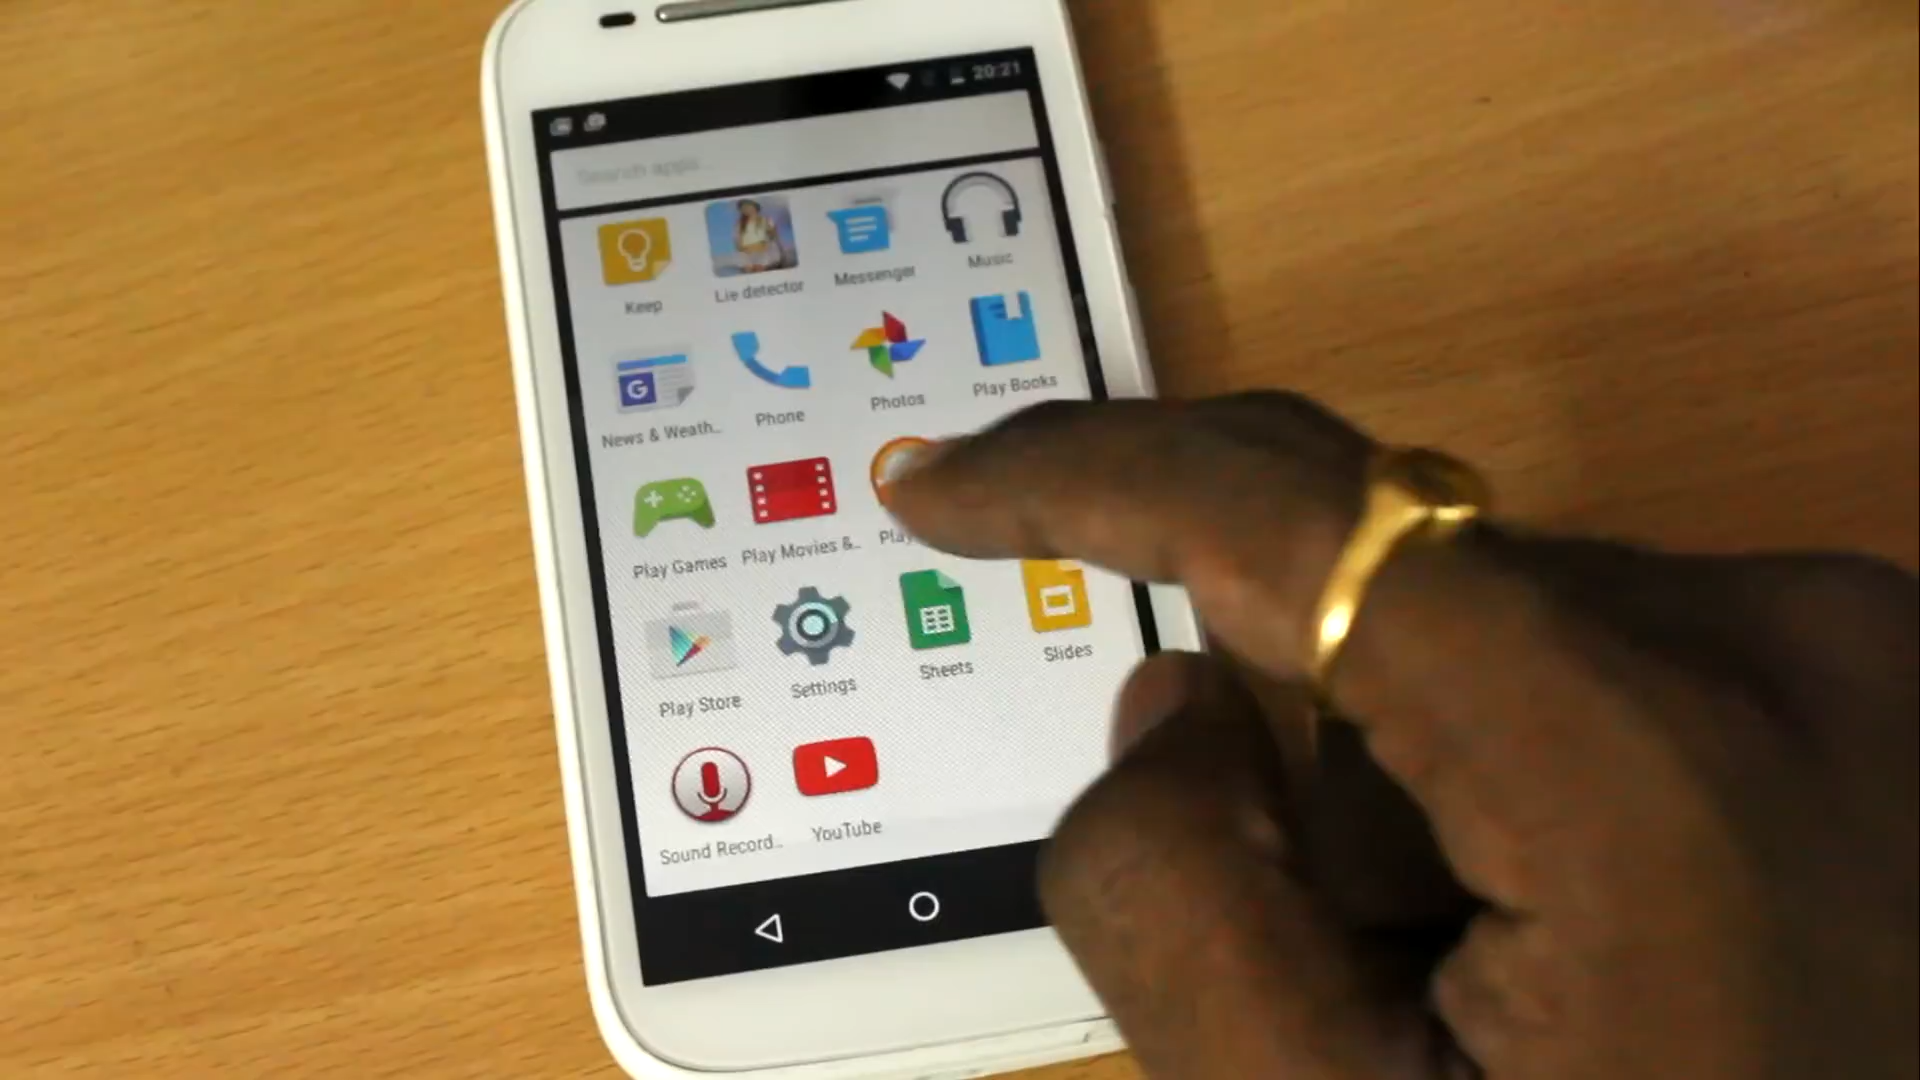 20:21
Search apps...
Keep
Lie detector
Messenger
Music
News & Weath..
Phone
Photos
Play Books
Play Games
Play Movies &..
Play
Play Store
Settings
Sheets
Slides
Sound Record..
YouTube